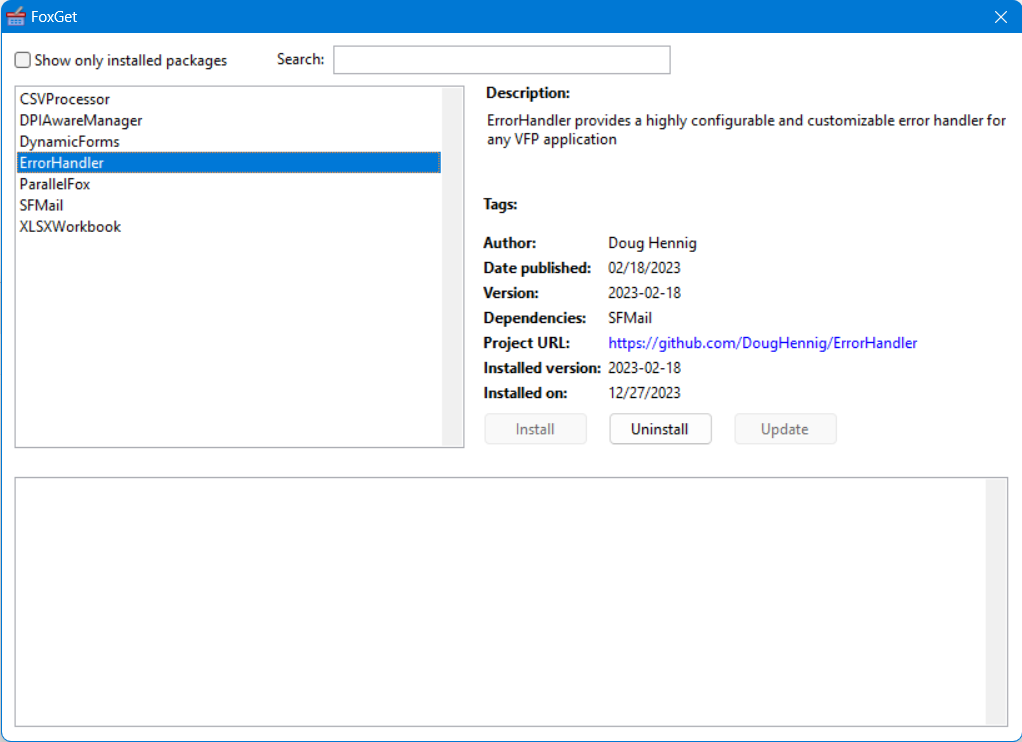 FoxGet
Show only installed packages
Search:
CSVProcessor
DPIAwareManager
DynamicForms
ErrorHandler
ParallelFox
SFMail
XLSXWorkbook
Description:
ErrorHandler provides a highly configurable and customizable error handler for
any VFP application
Tags:
Author: Doug Hennig
Date published: 02/18/2023
Version: 2023-02-18
Dependencies: SFMail
Project URL: https://github.com/DougHennig/ErrorHandler
Installed version: 2023-02-18
Installed on: 12/27/2023
Install Uninstall Update